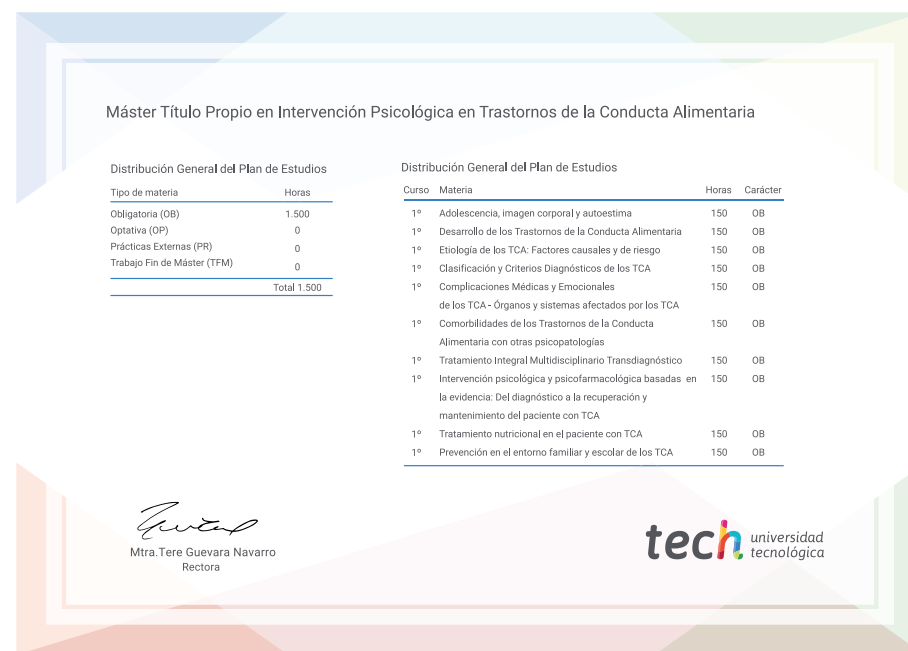 Máster Título Propio en Intervención Psicológica en Trastornos de la Conducta Alimentaria
Distribución General del Plan de Estudios
Tipo de materia Horas
Obligatoria (OB) 1.500
Optativa (OP) 0
Prácticas Externas (PR) 0
Trabajo Fin de Máster (TFM) 0
Total 1.500
Distribución General del Plan de Estudios
Curso Materia Horas Carácter
1º Adolescencia, imagen corporal y autoestima 150 OB
1º Desarrollo de los Trastornos de la Conducta Alimentaria 150 OB
1º Etiología de los TCA: Factores causales y de riesgo 150 OB
1º Clasificación y Criterios Diagnósticos de los TCA 150 OB
1º Complicaciones Médicas y Emocionales 150 OB
de los TCA - Órganos y sistemas afectados por los TCA
1º Comorbilidades de los Trastornos de la Conducta 150 OB
Alimentaria con otras psicopatologías
1º Tratamiento Integral Multidisciplinario Transdiagnóstico 150 OB
1º Intervención psicológica y psicofarmacológica basadas en 150 OB
la evidencia: Del diagnóstico a la recuperación y
mantenimiento del paciente con TCA
1º Tratamiento nutricional en el paciente con TCA 150 OB
1º Prevención en el entorno familiar y escolar de los TCA 150 OB
Mtra.Tere Guevara Navarro
Rectora
tech universidad
tecnológica